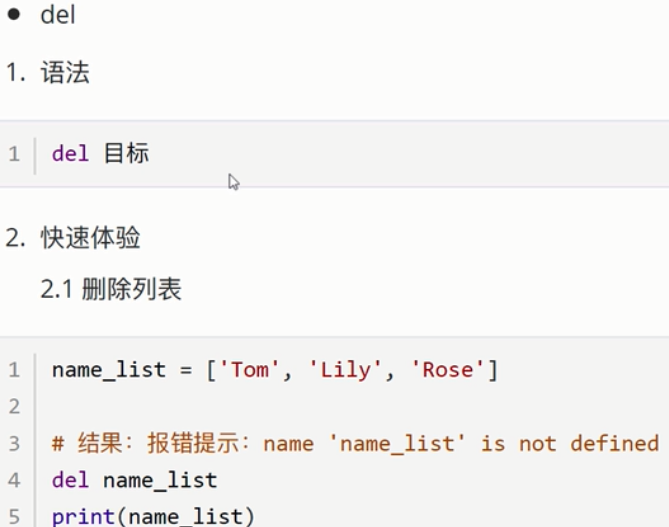 ● del
1. 语法
1 del 目标
2. 快速体验
2.1 删除列表
1 name_list = ['Tom', 'Lily', 'Rose']
2
3 # 结果：报错提示：name 'name_list' is not defined
4 del name_list
5 print(name_list)